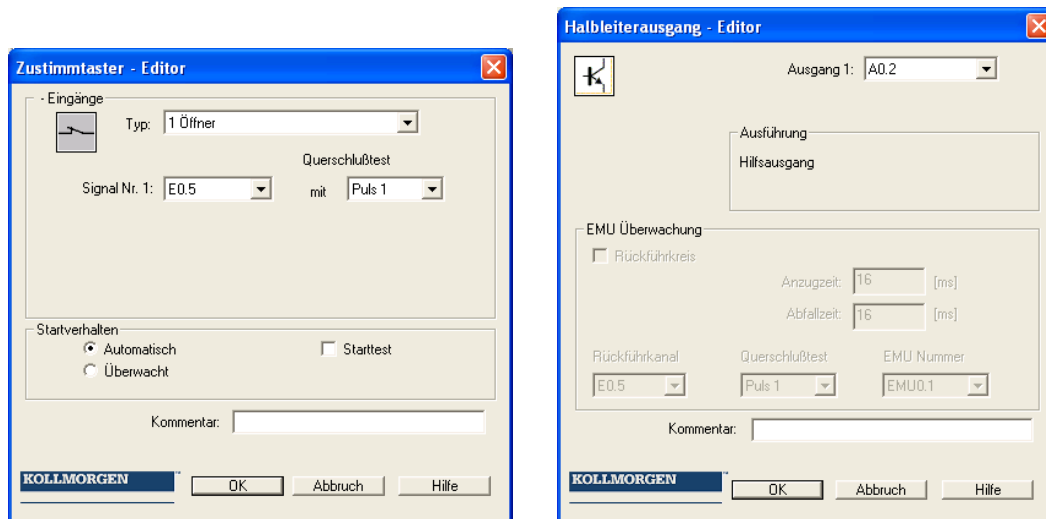 Zustimmtaster - Editor
- Eingänge
Typ: 1 Öffner
Querschlußtest
Signal Nr. 1: E0.5 mit Puls 1
Startverhalten
Automatisch Starttest
Überwacht
Kommentar:
KOLLMORGEN™
OK Abbruch Hilfe
Halbleiterausgang - Editor
Ausgang 1: A0.2
Ausführung
Hilfsausgang
EMU Überwachung
Rückführkreis
Anzugzeit: 16 [ms]
Abfallzeit: 16 [ms]
Rückführkanal Querschlußtest EMU Nummer
E0.5 Puls 1 EMU0.1
Kommentar:
KOLLMORGEN™
OK Abbruch Hilfe